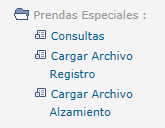 Prendas Especiales :
Consultas
Cargar Archivo
Registro
Cargar Archivo
Alzamiento